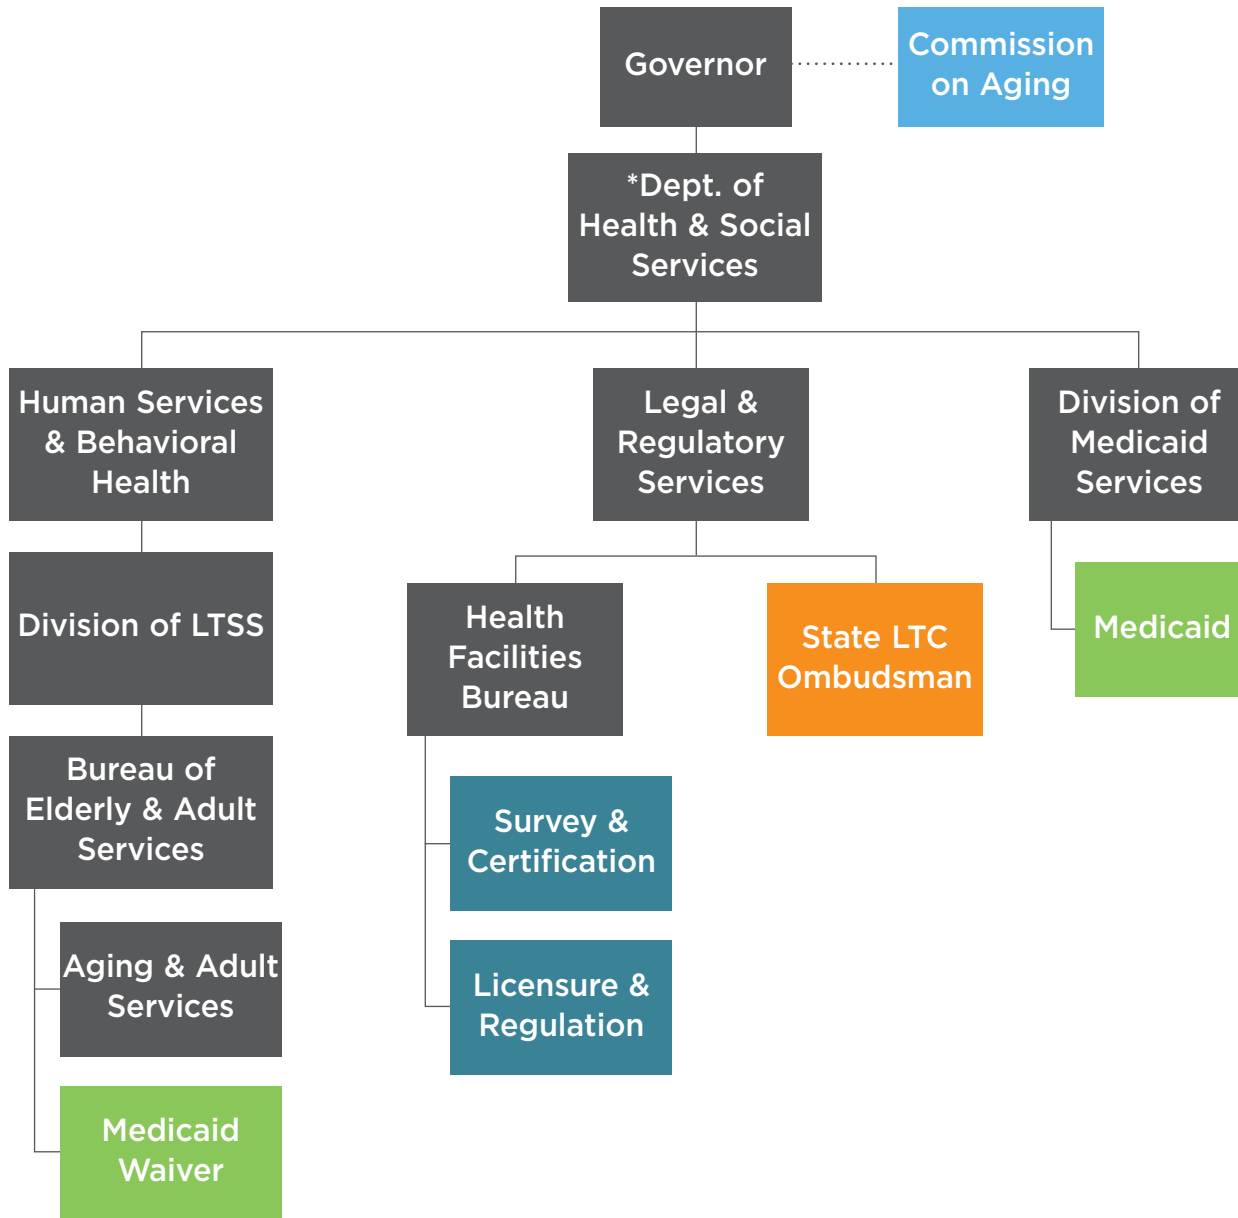 Governor
Commission
on Aging
*Dept. of
Health & Social
Services
Human Services
& Behavioral
Health
Legal &
Regulatory
Services
Division of
Medicaid
Services
Division of LTSS
Health
Facilities
Bureau
State LTC
Ombudsman
Medicaid
Bureau of
Elderly & Adult
Services
Survey &
Certification
Aging & Adult
Services
Licensure &
Regulation
Medicaid
Waiver